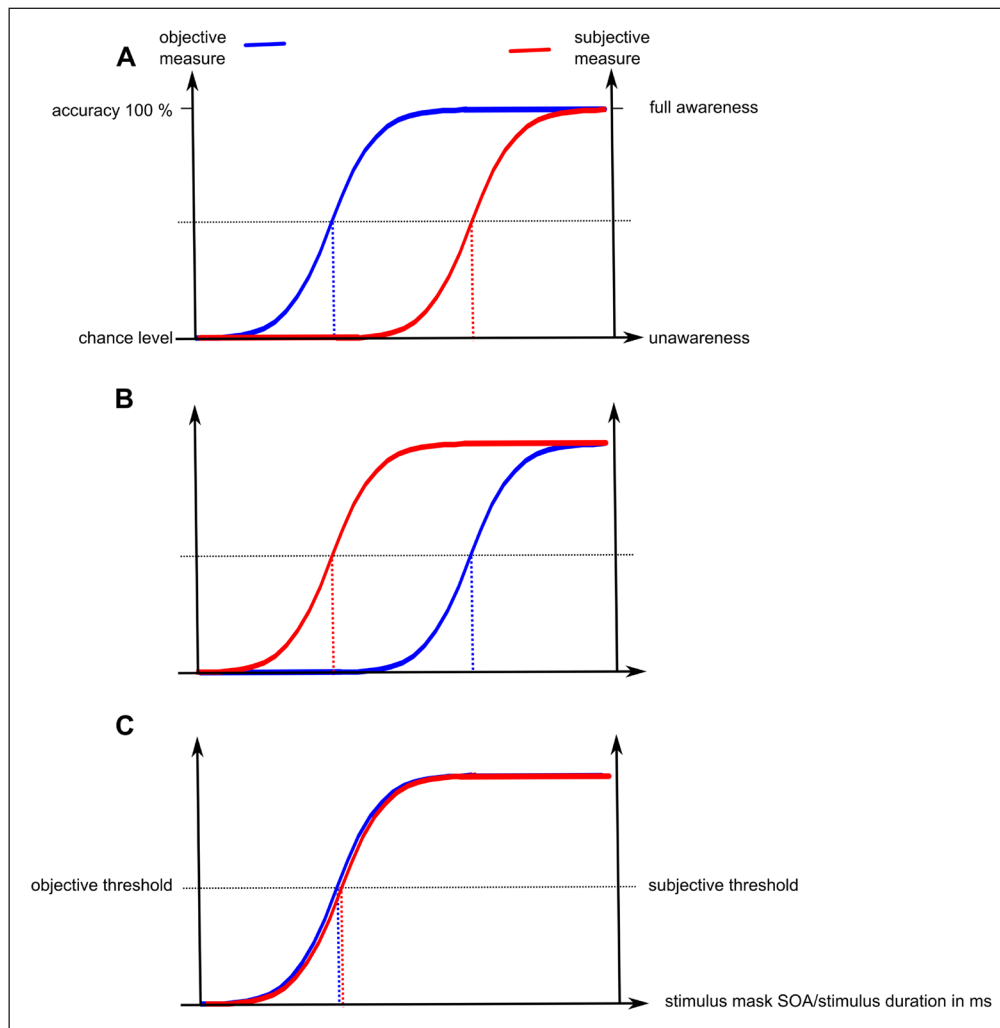 A
objective
measure
subjective
measure
accuracy 100 %
full awareness
chance level
unawareness
B
C
objective threshold
subjective threshold
stimulus mask SOA/stimulus duration in ms